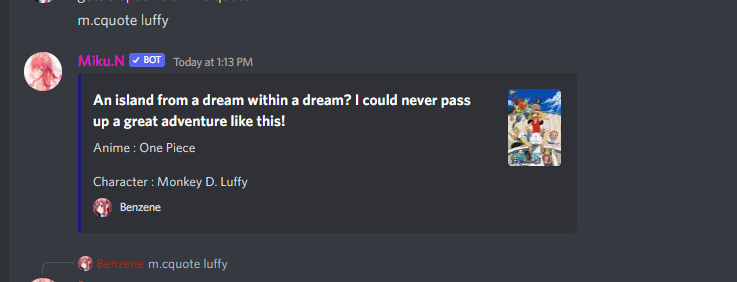 m.cquote luffy
Miku.N ✓ BOT Today at 1:13 PM
An island from a dream within a dream? I could never pass
up a great adventure like this!
Anime : One Piece
Character : Monkey D. Luffy
Benzene
Benzene m.cquote luffy